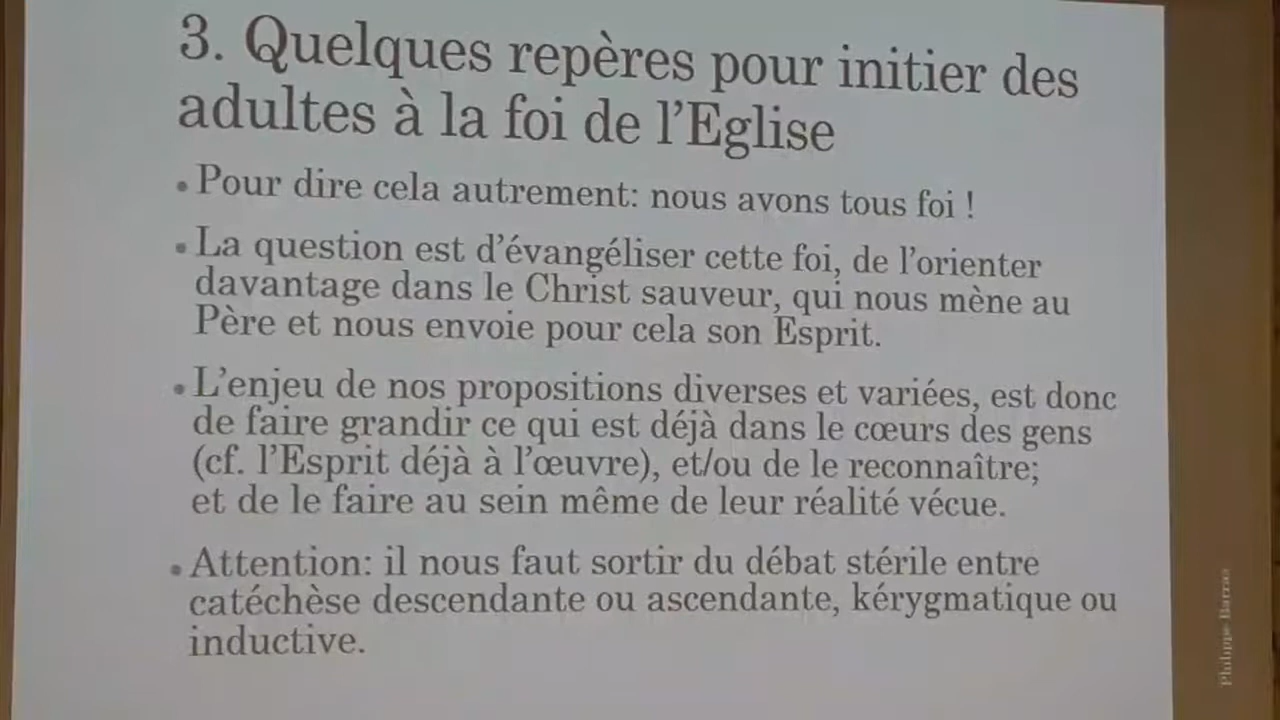 3. Quelques repères pour initier des
adultes à la foi de l'Eglise
• Pour dire cela autrement: nous avons tous foi !
• La question est d'évangéliser cette foi, de l'orienter
davantage dans le Christ sauveur, qui nous mène au
Père et nous envoie pour cela son Esprit.
• L'enjeu de nos propositions diverses et variées, est donc
de faire grandir ce qui est déjà dans le cœurs des gens
(cf. l'Esprit déjà à l'œuvre), et/ou de le reconnaître;
et de le faire au sein même de leur réalité vécue.
• Attention: il nous faut sortir du débat stérile entre
catéchèse descendante ou ascendante, kérygmatique ou
inductive.
Philippe Barras